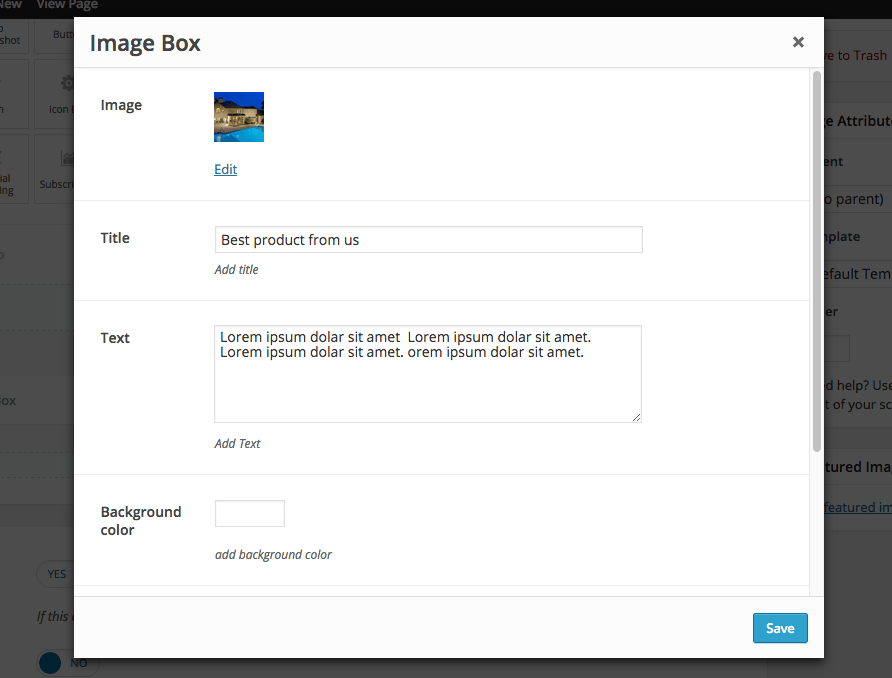 New View Page
shot
Butt
Icon
Subscri
ing
Image Box
×
Image
Edit
Title
Best product from us
Add title
Text
Lorem ipsum dolar sit amet  Lorem ipsum dolar sit amet.
Lorem ipsum dolar sit amet. orem ipsum dolar sit amet.
Add Text
Background
color
add background color
Save
ve to Trash
ge Attribut
ent
o parent)
mplate
efault Tem
er
d help? Use
t of your sc
tured Ima
featured im
ox
YES
If this
NO